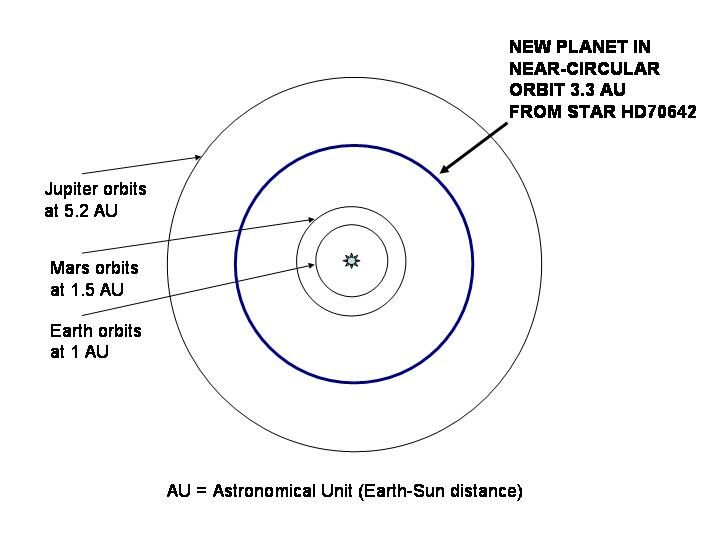 NEW PLANET IN
NEAR-CIRCULAR
ORBIT 3.3 AU
FROM STAR HD70642
Jupiter orbits
at 5.2 AU
Mars orbits
at 1.5 AU
Earth orbits
at 1 AU
AU = Astronomical Unit (Earth-Sun distance)